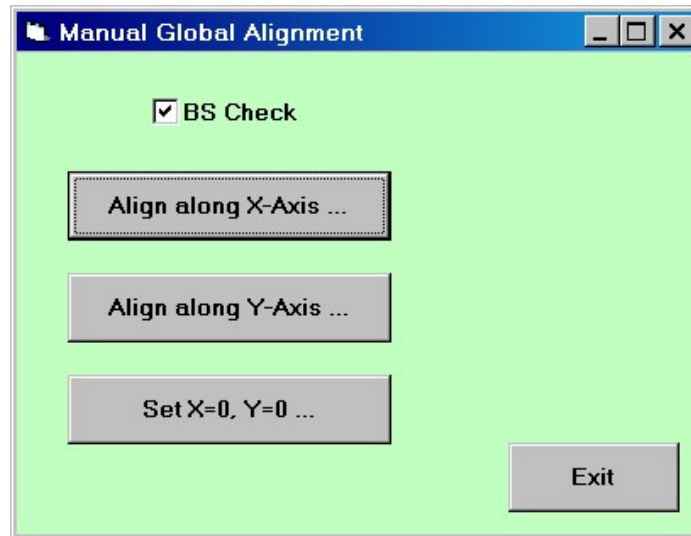 Manual Global Alignment
BS Check
Align along X-Axis ...
Align along Y-Axis ...
Set X=0, Y=0 ...
Exit